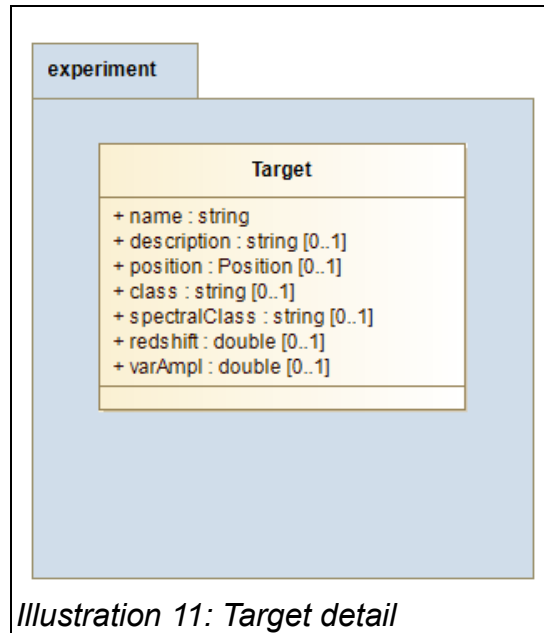 experiment
Target
+ name : string
+ description : string [0..1]
+ position : Position [0..1]
+ class : string [0..1]
+ spectralClass : string [0..1]
+ redshift : double [0..1]
+ varAmpl : double [0..1]
Illustration 11: Target detail